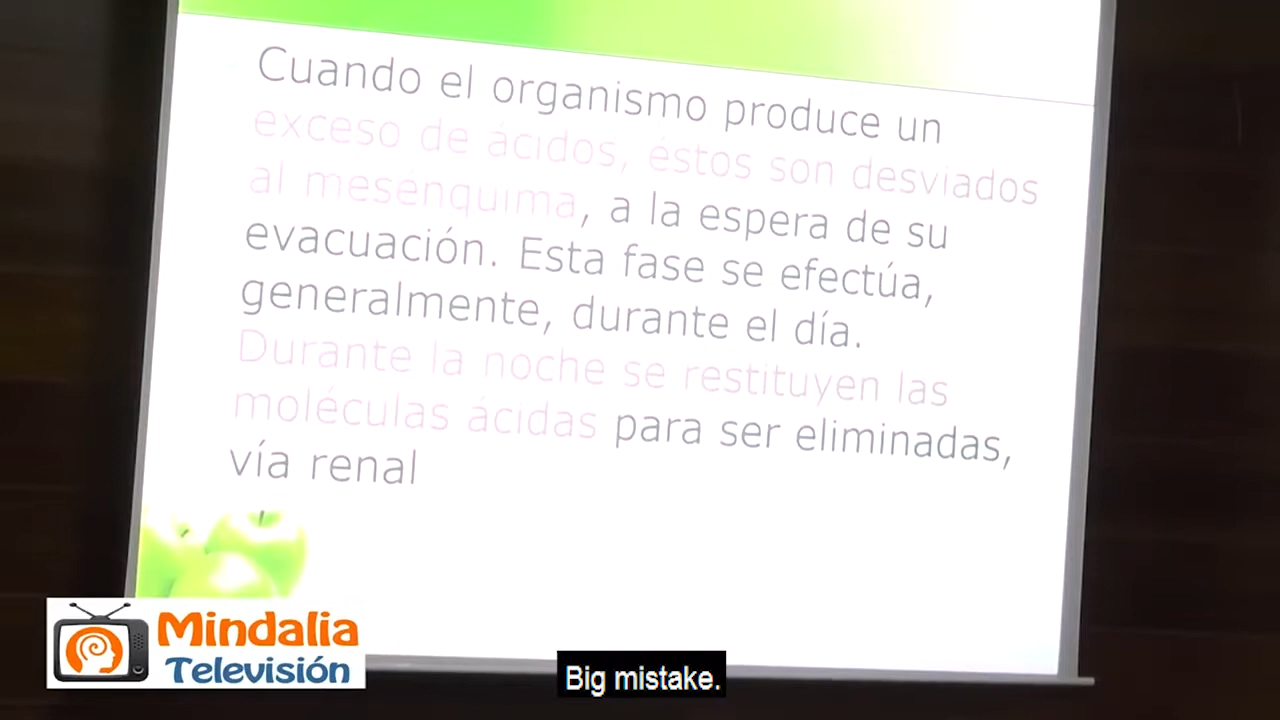 Cuando el organismo produce un
exceso de ácidos, éstos son desviados
al mesénquima, a la espera de su
evacuación. Esta fase se efectúa,
generalmente, durante el día.
Durante la noche se restituyen las
moléculas ácidas para ser eliminadas,
vía renal
Mindalia
Televisión
Big mistake.